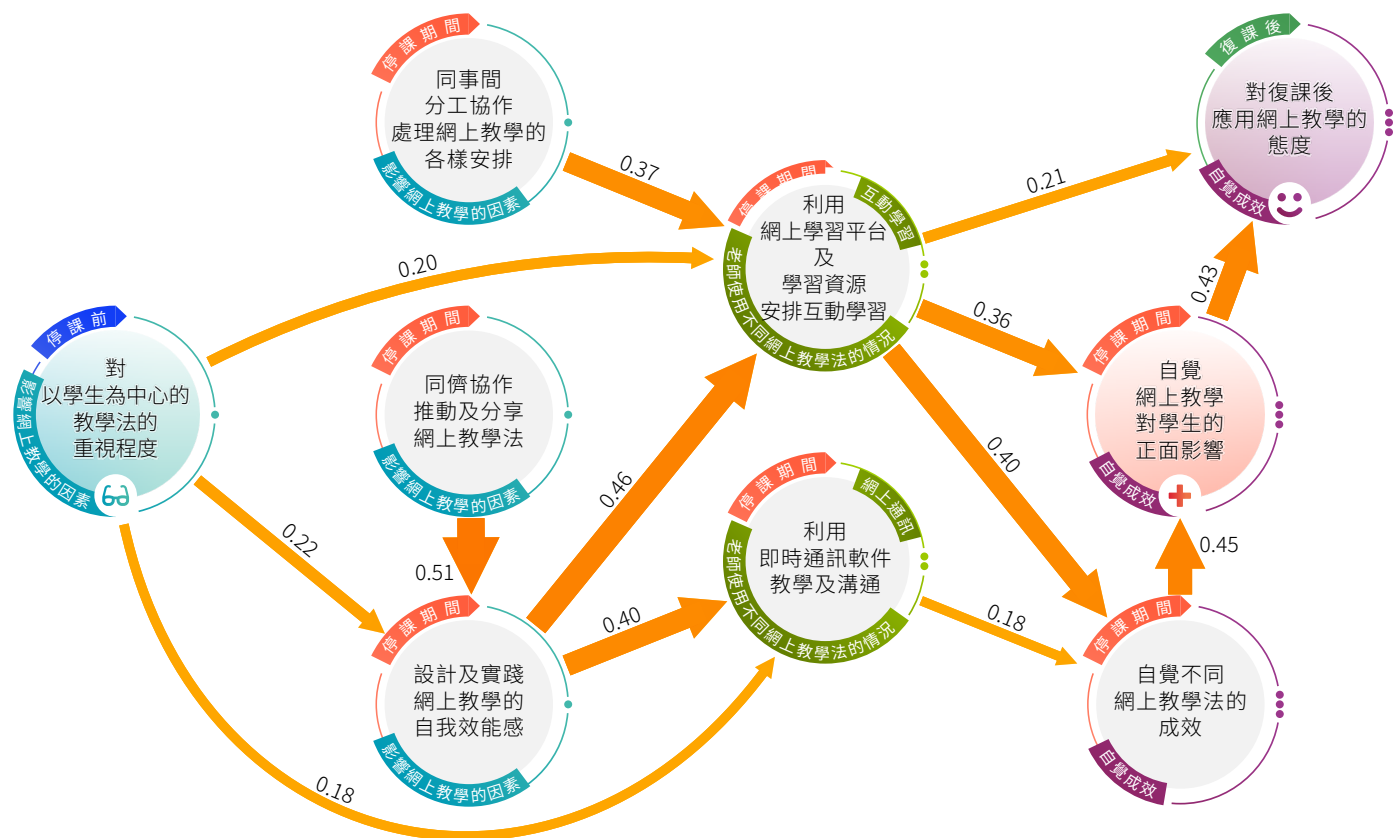 停課期間
同事間
分工協作
處理網上教學的
各樣安排
影響網上教學的因素
復課後
對復課後
應用網上教學的
態度
自覺成效
0.37
0.21
停課期間
互動學習
利用
網上學習平台
及
學習資源
安排互動學習
老師使用不同網上教學法的情況
0.20
0.36
0.43
停課前
對
以學生為中心的
教學法的
重視程度
影響網上教學的因素
停課期間
同儕協作
推動及分享
網上教學法
影響網上教學的因素
停課期間
自覺
網上教學
對學生的
正面影響
自覺成效
0.46
0.40
停課期間
網上通訊
利用
即時通訊軟件
教學及溝通
老師使用不同網上教學法的情況
0.22
0.51
0.40
0.18
0.45
停課期間
設計及實踐
網上教學的
自我效能感
影響網上教學的因素
停課期間
自覺不同
網上教學法的
成效
自覺成效
0.18